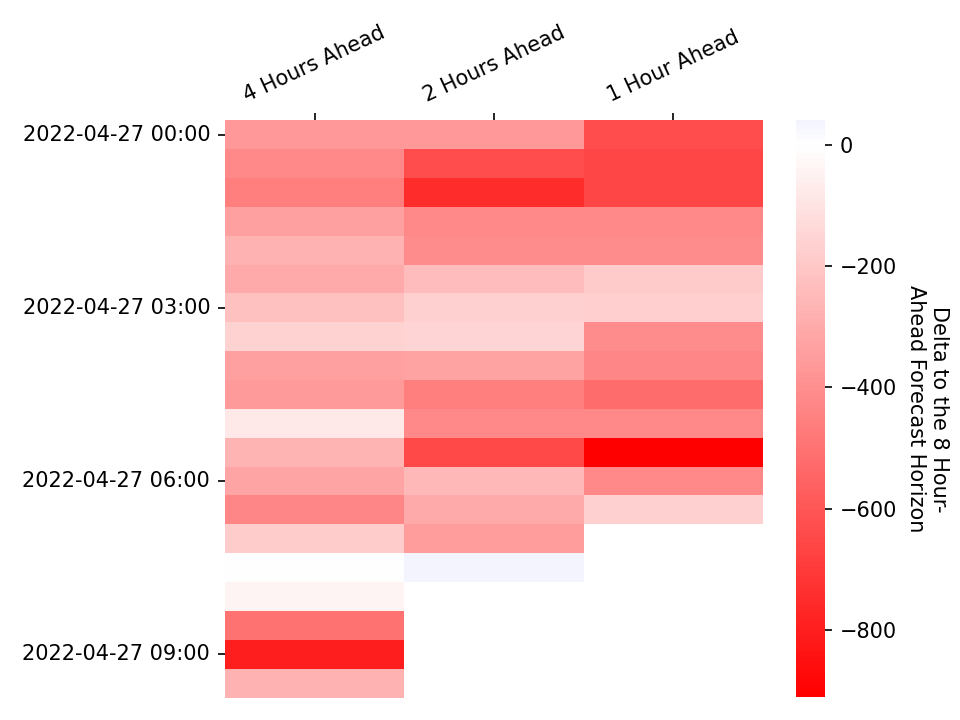 4 Hours Ahead
2 Hours Ahead
1 Hour Ahead
2022-04-27 00:00
2022-04-27 03:00
2022-04-27 06:00
2022-04-27 09:00
0
−200
−400
−600
−800
Delta to the 8 Hour-
Ahead Forecast Horizon